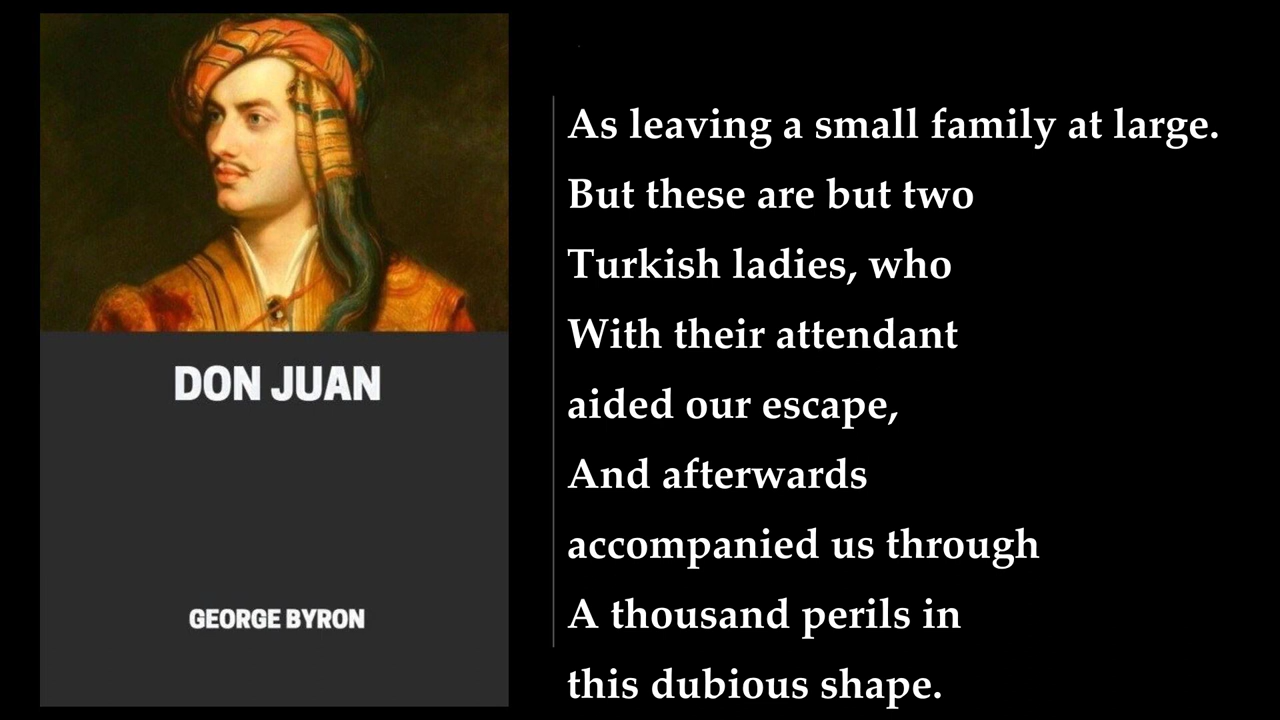 DON JUAN
GEORGE BYRON
As leaving a small family at large.
But these are but two
Turkish ladies, who
With their attendant
aided our escape,
And afterwards
accompanied us through
A thousand perils in
this dubious shape.